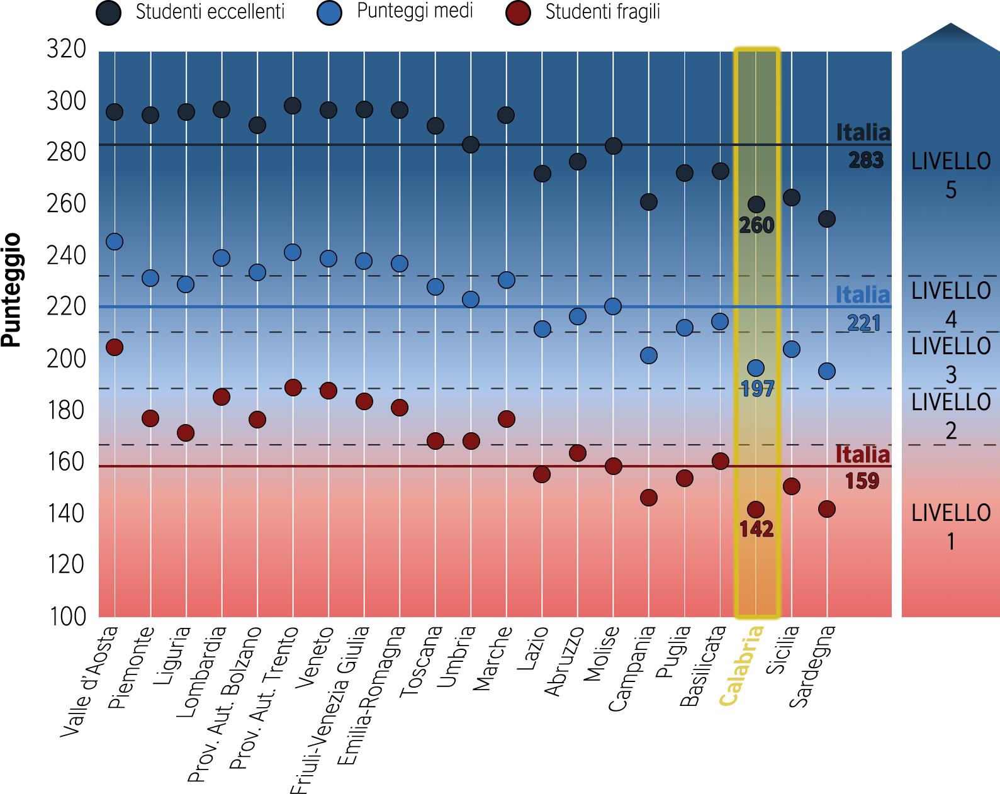 Studenti eccellenti
Punteggi medi
Studenti fragili
Punteggio
320
300
280
260
240
220
200
180
160
140
120
100
Italia
283
Italia
221
Italia
159
260
197
142
LIVELLO
5
LIVELLO
4
LIVELLO
3
LIVELLO
2
LIVELLO
1
Valle d'Aosta
Piemonte
Liguria
Lombardia
Prov. Aut. Bolzano
Prov. Aut. Trento
Veneto
Friuli-Venezia Giulia
Emilia-Romagna
Toscana
Umbria
Marche
Lazio
Abruzzo
Molise
Campania
Puglia
Basilicata
Calabria
Sicilia
Sardegna